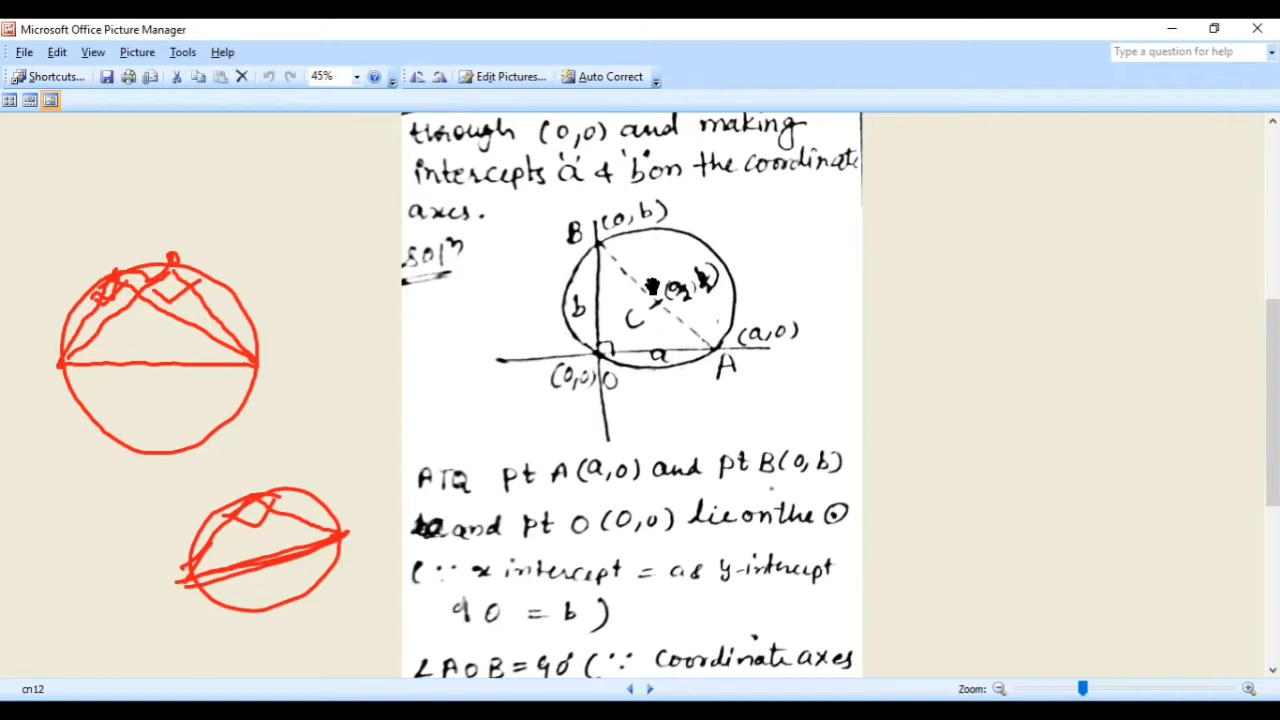 Microsoft Office Picture Manager
File Edit View Picture Tools Help
Type a question for help
Shortcuts... 45% Edit Pictures... Auto Correct
through (0,0) and making
intercepts 'a' & 'b' on the coordinate
axes.
Solⁿ
B (0,b)
b
C
(a,0)
a
A
(0,0) O
ATQ pt A(a,0) and pt B(0,b)
and pt O(0,0) lie on the ⊙
(∵ x intercept = a & y-intercept
= b)
∠AOB = 90° (∵ coordinate axes
cn12
Zoom: